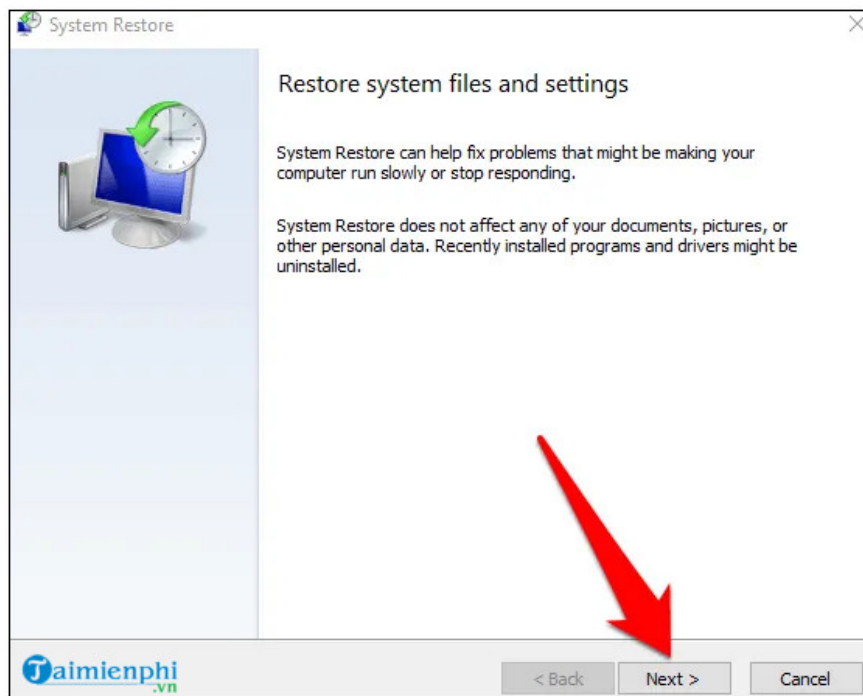 System Restore
Restore system files and settings
System Restore can help fix problems that might be making your
computer run slowly or stop responding.
System Restore does not affect any of your documents, pictures, or
other personal data. Recently installed programs and drivers might be
uninstalled.
Taimienphi
.vn
< Back
Next >
Cancel